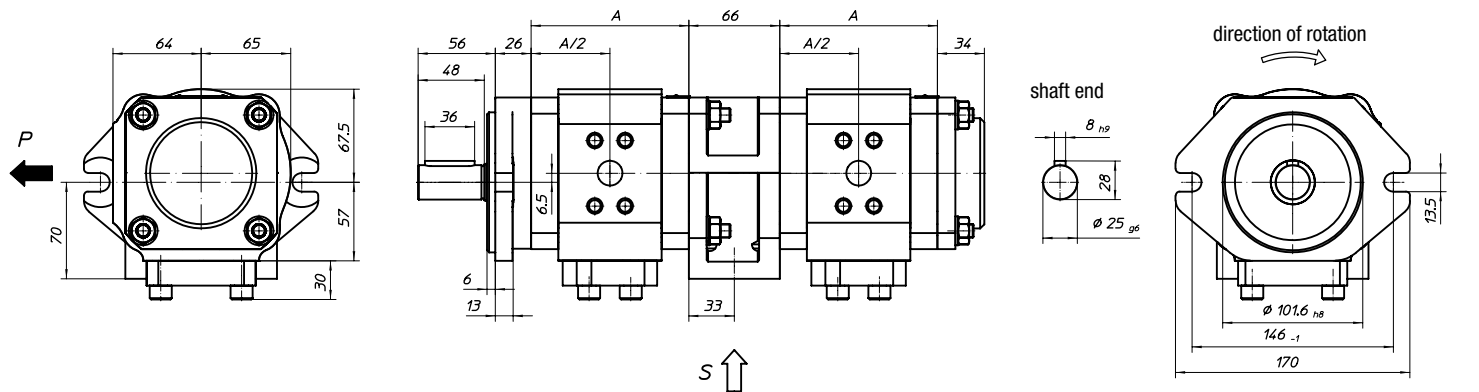 64
65
P
67.5
57
70
30
A
66
A
56
26
A/2
A/2
34
48
36
6.5
6
13
33
S
shaft end
8 h9
28
ø 25 g6
direction of rotation
13.5
ø 101.6 h8
146 -1
170